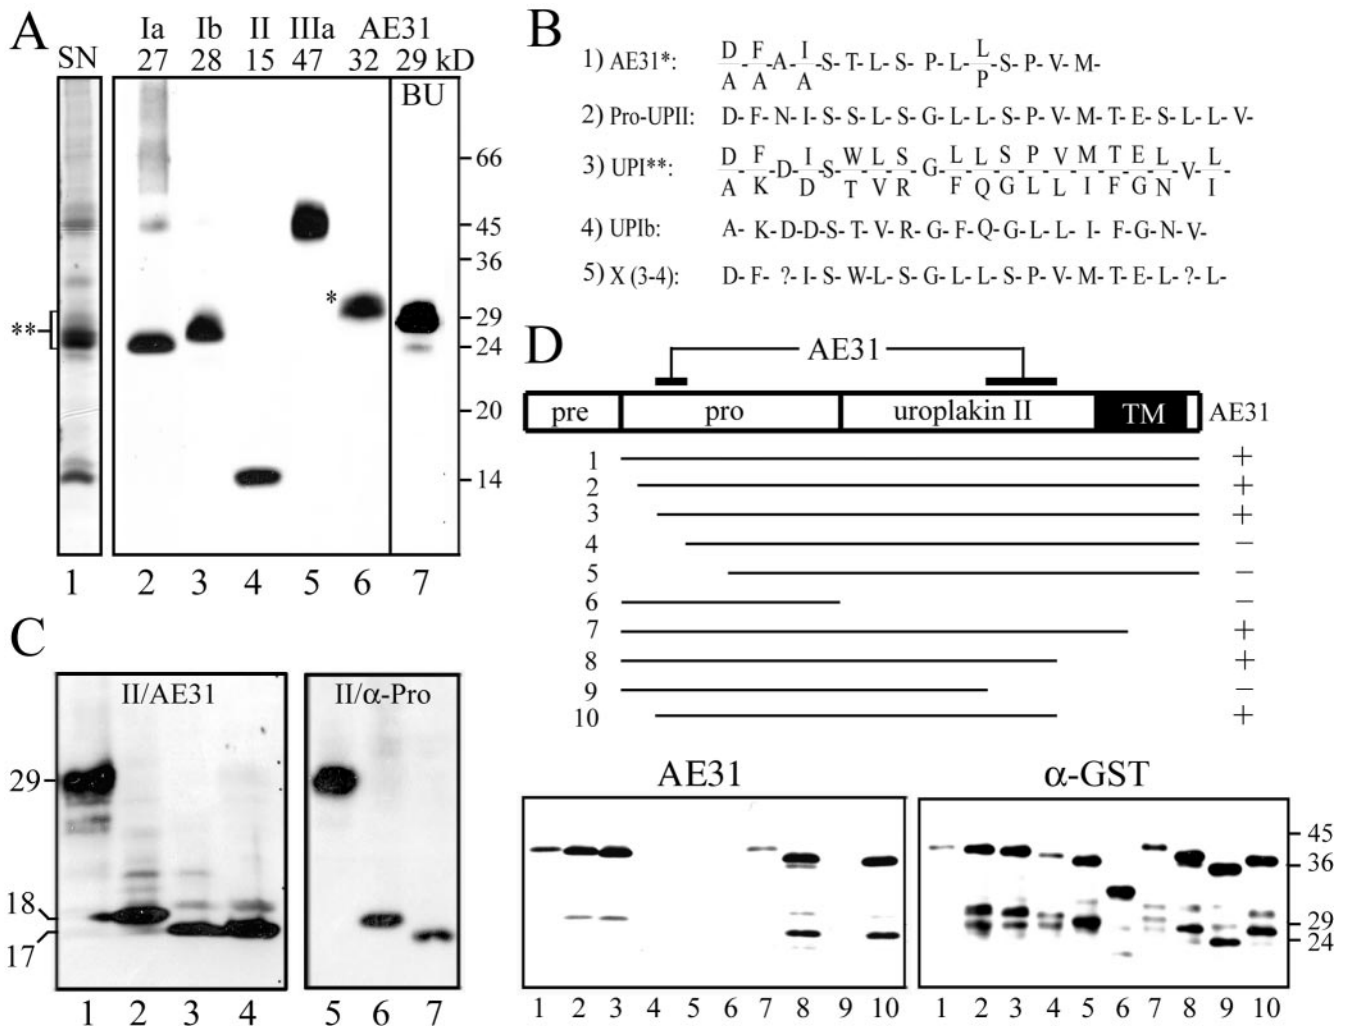 A
Ia Ib II IIIa AE31
SN 27 28 15 47 32 29 kD
BU
66
45
36
*
29
**
24
20
14
1 2 3 4 5 6 7
B
D F I L
1) AE31*: - -A- -S-T-L-S-P-L- -S-P-V-M-
A A A P
2) Pro-UPII: D-F-N-I-S-S-L-S-G-L-L-S-P-V-M-T-E-S-L-L-V-
D F I W L S L L S P V M T E L L
3) UPI**: - -D- -S- - - -G- - - - - - - - - -V- -
A K D T V R F Q G L L I F G N I
4) UPIb: A-K-D-D-S-T-V-R-G-F-Q-G-L-L-I-F-G-N-V-
5) X (3-4): D-F-?-I-S-W-L-S-G-L-L-S-P-V-M-T-E-L-?-L-
C
II/AE31 II/α-Pro
29
18
17
1 2 3 4 5 6 7
D
AE31
pre pro uroplakin II TM AE31
1 +
2 +
3 +
4 −
5 −
6 −
7 +
8 +
9 −
10 +
AE31 α-GST
45
36
29
24
1 2 3 4 5 6 7 8 9 10 1 2 3 4 5 6 7 8 9 10